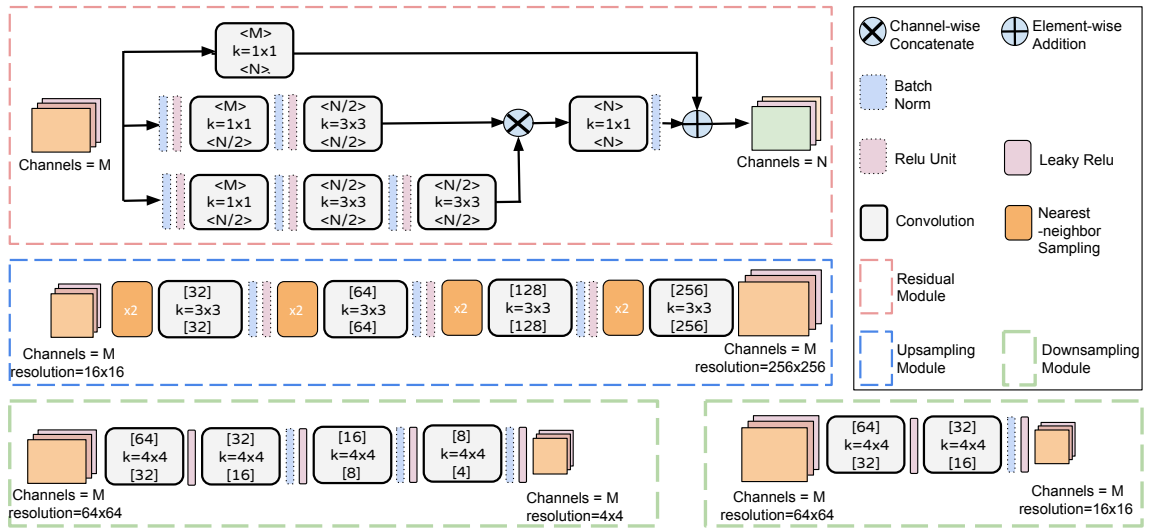 <M>
k=1x1
<N>.
Channels = M
<M>
k=1x1
<N/2>
<N/2>
k=3x3
<N/2>
<N>
k=1x1
<N>
Channels = N
<M>
k=1x1
<N/2>
<N/2>
k=3x3
<N/2>
<N/2>
k=3x3
<N/2>
Channel-wise
Concatenate
Element-wise
Addition
Batch
Norm
Relu Unit
Leaky Relu
Convolution
Nearest
-neighbor
Sampling
Residual
Module
Upsampling
Module
Downsampling
Module
Channels = M
resolution=16x16
x2
[32]
k=3x3
[32]
x2
[64]
k=3x3
[64]
x2
[128]
k=3x3
[128]
x2
[256]
k=3x3
[256]
Channels = M
resolution=256x256
Channels = M
resolution=64x64
[64]
k=4x4
[32]
[32]
k=4x4
[16]
[16]
k=4x4
[8]
[8]
k=4x4
[4]
Channels = M
resolution=4x4
Channels = M
resolution=64x64
[64]
k=4x4
[32]
[32]
k=4x4
[16]
Channels = M
resolution=16x16